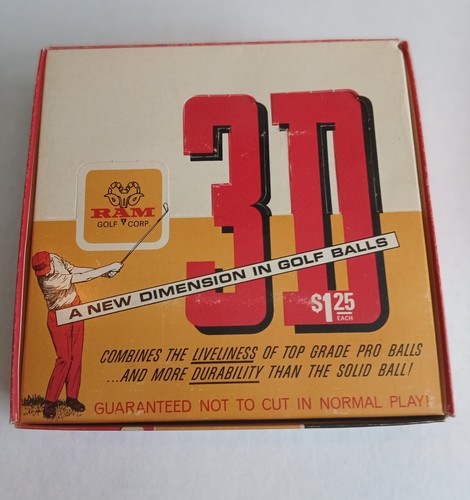 3D
RAM
GOLF CORP.
A NEW DIMENSION IN GOLF BALLS
$1.25
EACH
COMBINES THE LIVELINESS OF TOP GRADE PRO BALLS
...AND MORE DURABILITY THAN THE SOLID BALL!
GUARANTEED NOT TO CUT IN NORMAL PLAY!